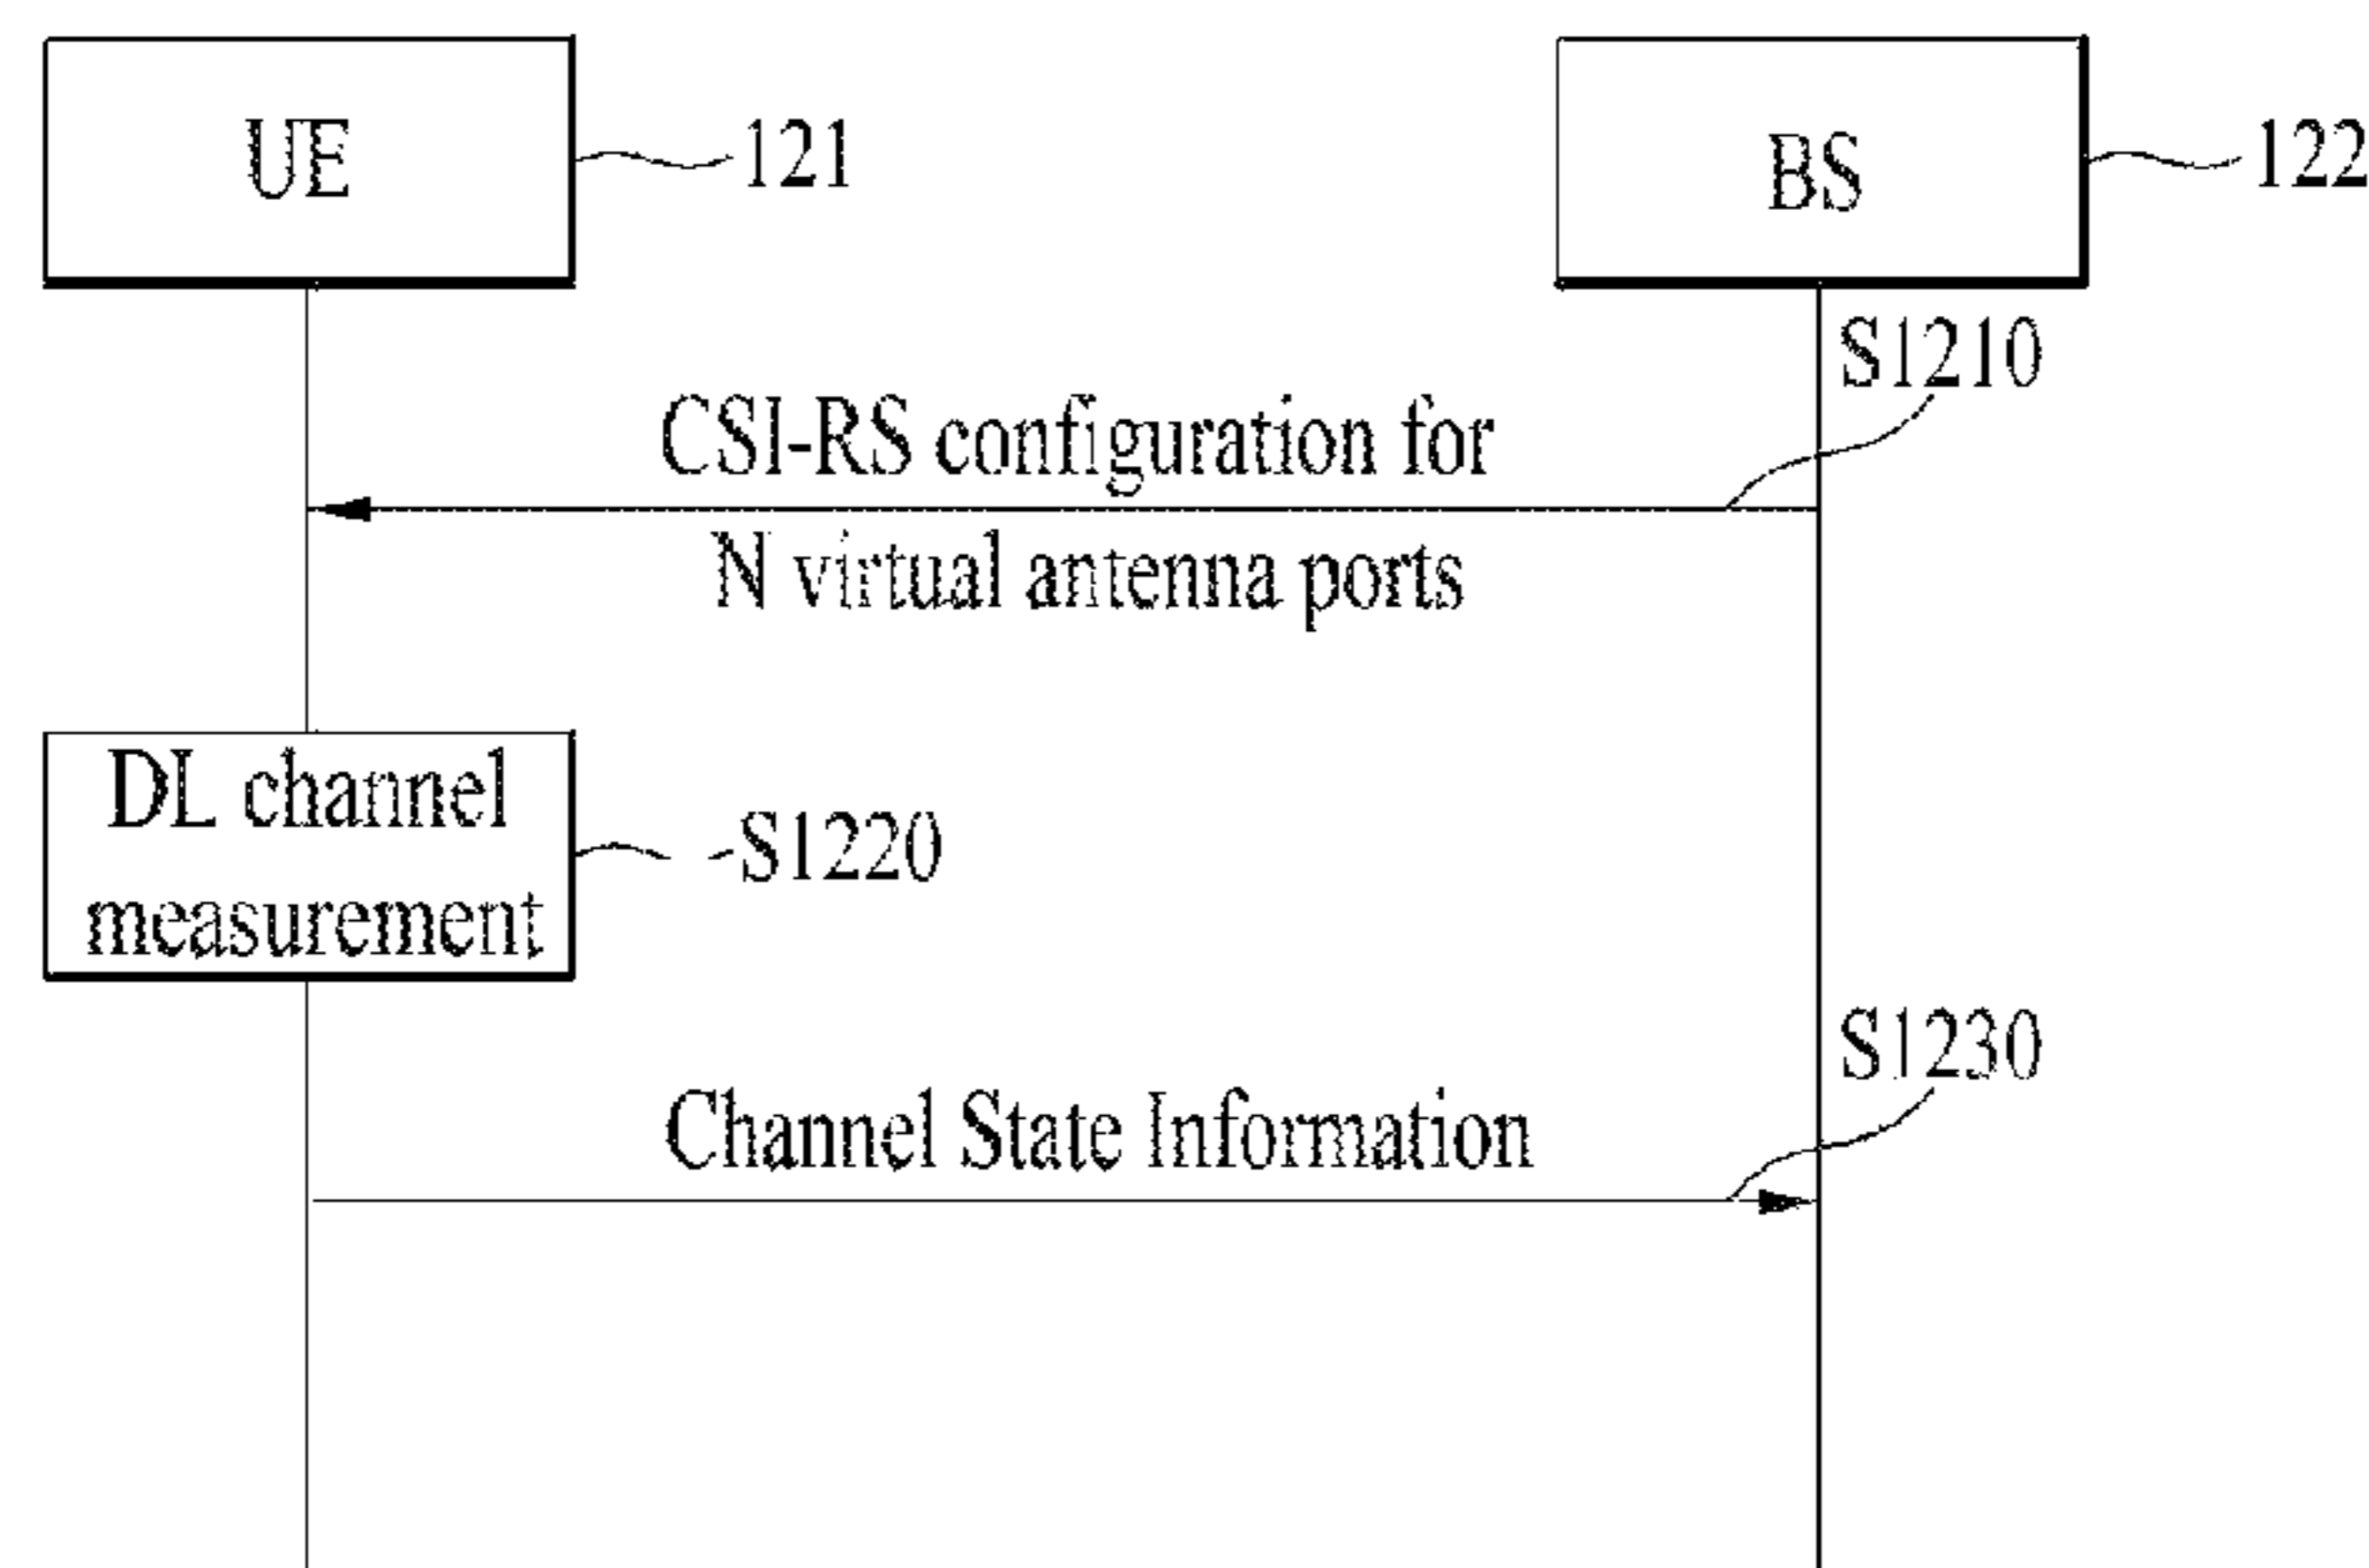 UE
121
BS
122
S1210
CSI-RS configuration for
N virtual antenna ports
DL channel
measurement
S1220
S1230
Channel State Information